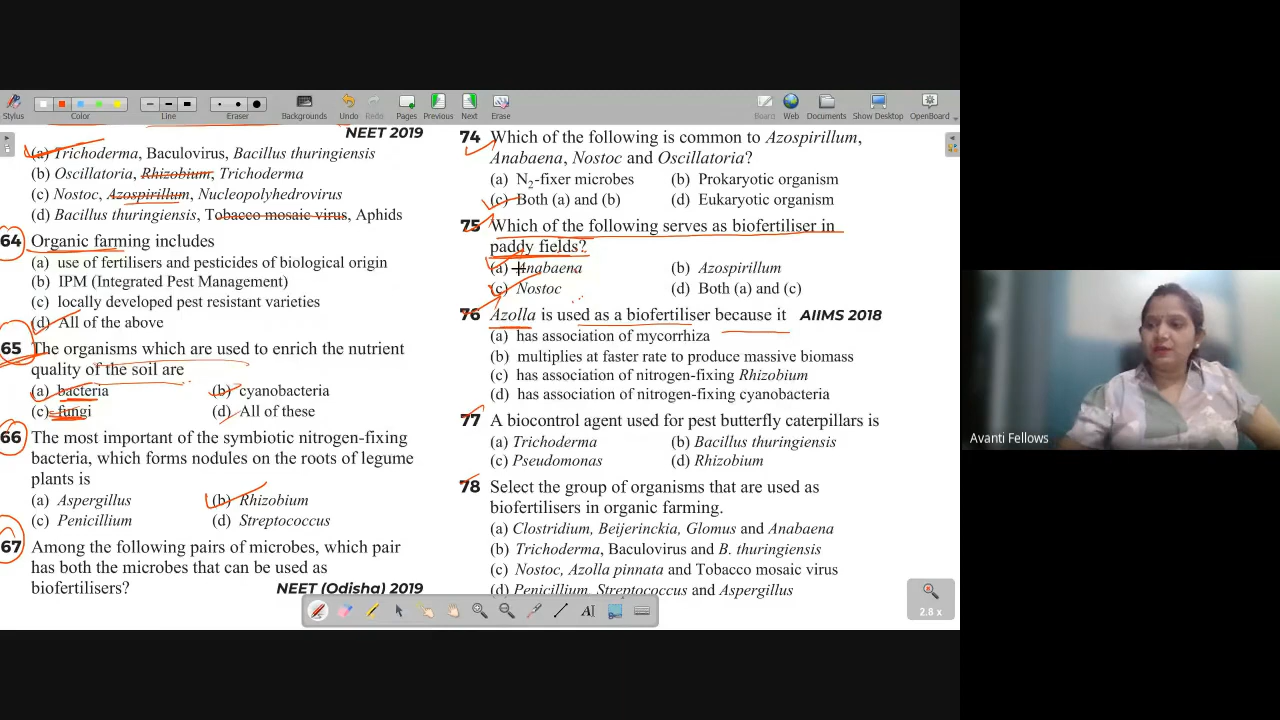 Stylus
Color
Line
Eraser
Backgrounds
Undo
Redo
Pages
Previous
Next
Erase
Board
Web
Documents
Show Desktop
OpenBoard
NEET 2019
(a) Trichoderma, Baculovirus, Bacillus thuringiensis
(b) Oscillatoria, Rhizobium, Trichoderma
(c) Nostoc, Azospirillum, Nucleopolyhedrovirus
(d) Bacillus thuringiensis, Tobacco mosaic virus, Aphids
64 Organic farming includes
(a) use of fertilisers and pesticides of biological origin
(b) IPM (Integrated Pest Management)
(c) locally developed pest resistant varieties
(d) All of the above
65 The organisms which are used to enrich the nutrient
quality of the soil are
(a) bacteria (b) cyanobacteria
(c) fungi (d) All of these
66 The most important of the symbiotic nitrogen-fixing
bacteria, which forms nodules on the roots of legume
plants is
(a) Aspergillus (b) Rhizobium
(c) Penicillium (d) Streptococcus
67 Among the following pairs of microbes, which pair
has both the microbes that can be used as
biofertilisers? NEET (Odisha) 2019
74 Which of the following is common to Azospirillum,
Anabaena, Nostoc and Oscillatoria?
(a) N2-fixer microbes (b) Prokaryotic organism
(c) Both (a) and (b) (d) Eukaryotic organism
75 Which of the following serves as biofertiliser in
paddy fields?
(a) Anabaena (b) Azospirillum
(c) Nostoc (d) Both (a) and (c)
76 Azolla is used as a biofertiliser because it AIIMS 2018
(a) has association of mycorrhiza
(b) multiplies at faster rate to produce massive biomass
(c) has association of nitrogen-fixing Rhizobium
(d) has association of nitrogen-fixing cyanobacteria
77 A biocontrol agent used for pest butterfly caterpillars is
(a) Trichoderma (b) Bacillus thuringiensis
(c) Pseudomonas (d) Rhizobium
78 Select the group of organisms that are used as
biofertilisers in organic farming.
(a) Clostridium, Beijerinckia, Glomus and Anabaena
(b) Trichoderma, Baculovirus and B. thuringiensis
(c) Nostoc, Azolla pinnata and Tobacco mosaic virus
(d) Penicillium, Streptococcus and Aspergillus
2.8 x
Avanti Fellows